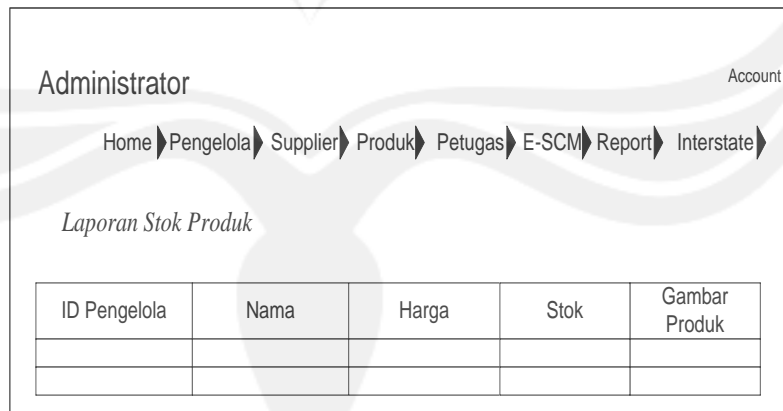 Administrator
Account
Home Pengelola Supplier Produk Petugas E-SCM Report Interstate
Laporan Stok Produk
ID Pengelola Nama Harga Stok Gambar Produk